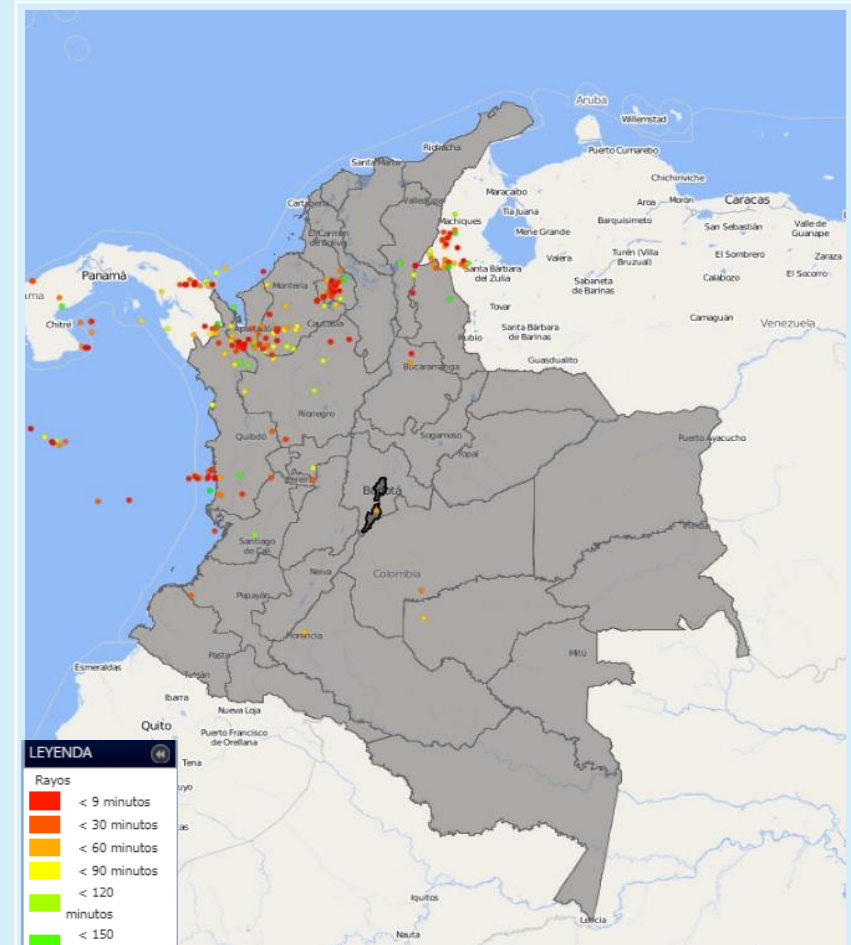 Aruba
Willemstad
Puerto Cumarebo
Riohacha
Santa Marta
Chichiriviche
Maracaibo
Aroa
Morón
Caracas
Valledupar
Cartagena
Tia Juana
Machiques
Mene Grande
Barquisimeto
San Sebastián
Valle de
Guanape
El Carmen
de Bolívar
Valera
Turén (Villa
Bruzual)
El Sombrero
Zaraza
Santa Bárbara
del Zulia
Panamá
Montería
Sabaneta
de Barinas
Calabozo
El Socorro
ama
Tovar
Chitré
Apartadó
Caucasia
Camaguán
Venezuela
Rubio
Santa Bárbara
de Barinas
Guasdualito
Bucaramanga
Rionegro
Quibdó
Sogamoso
Puerto Ayacucho
Yopal
Pereira
Bogotá
Inírida
Santiago
de Cali
Neiva
Colombia
Popayán
Florencia
Mitú
Pasto
Esmeraldas
Tulcán
Ibarra
Nueva Loja
Quito
Puerto Francisco
de Orellana
LEYENDA
Tena
Rayos
uyo
< 9 minutos
< 30 minutos
cas
< 60 minutos
< 90 minutos
< 120
minutos
< 150
Iquitos
Leticia
Nauta